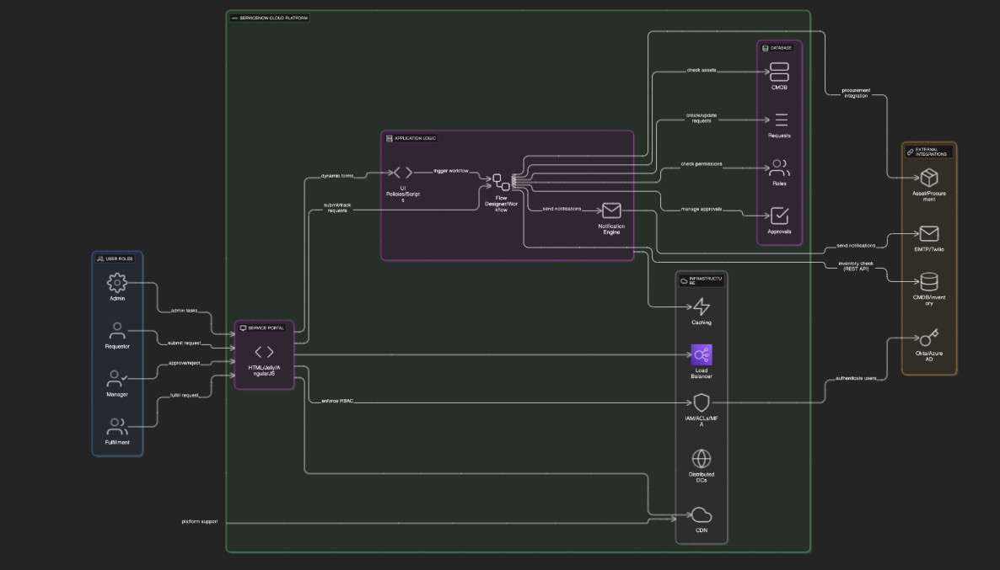 SERVICENOW CLOUD PLATFORM
DATABASE
check assets
CMDB
procurement
integration
create/update
requests
Requests
APPLICATION LOGIC
EXTERNAL
INTEGRATIONS
dynamic forms
trigger workflow
check permissions
Roles
UI
Policies/Script
s
Flow
Designer/Wor
kflow
Asset/Procure
ment
submit/track
requests
send notifications
manage approvals
Notification
Engine
Approvals
send notifications
SMTP/Twilio
USER ROLES
inventory check
(REST API)
INFRASTRUCTU
RE
Admin
CMDB/Invent
ory
admin tasks
Caching
SERVICE PORTAL
submit request
Requestor
HTML/Jelly/A
ngular/JS
Okta/Azure
AD
approve/reject
Load
Balancer
authenticate users
Manager
fulfill request
enforce RBAC
IAM/ACLs/MF
A
Fulfillment
Distributed
DCs
platform support
CDN